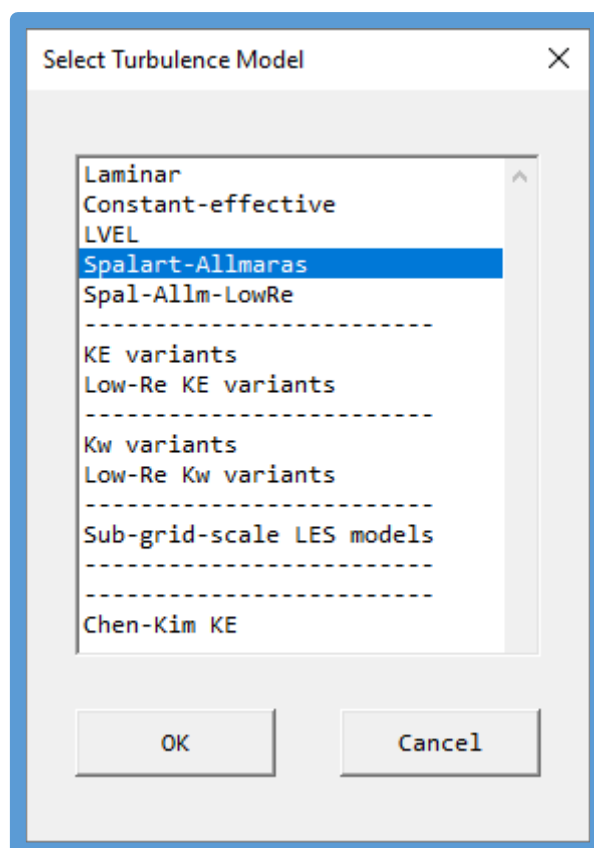 Select Turbulence Model
Laminar
Constant-effective
LVEL
Spalart-Allmaras
Spal-Allm-LowRe
-------------------------
KE variants
Low-Re KE variants
-------------------------
Kw variants
Low-Re Kw variants
-------------------------
Sub-grid-scale LES models
-------------------------
-------------------------
Chen-Kim KE
OK Cancel